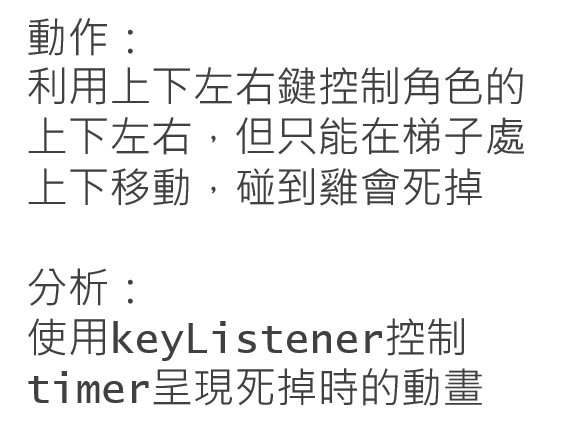 動作：
利用上下左右鍵控制角色的
上下左右，但只能在梯子處
上下移動，碰到雞會死掉
分析：
使用keyListener控制
timer呈現死掉時的動畫